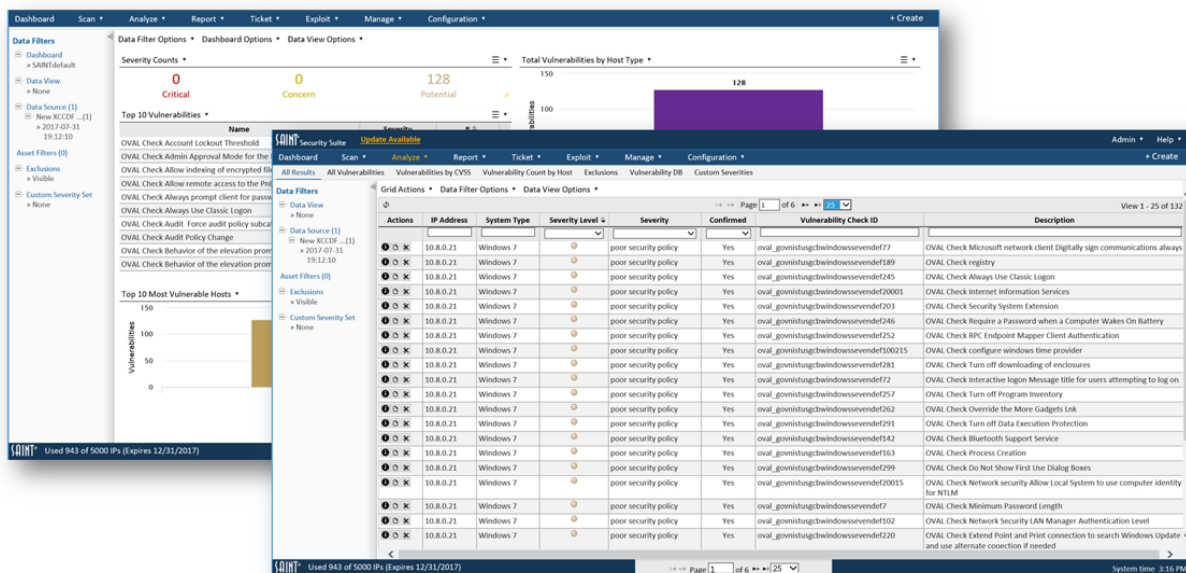 Dashboard Scan Analyze Report Ticket Exploit Manage Configuration + Create
Data Filters
Dashboard
» SAINTdefault
Data View
» None
Data Source (1)
New XCCDF ...(1)
» 2017-07-31
19:12:10
Asset Filters (0)
Exclusions
» Visible
Custom Severity Set
» None
Data Filter Options Dashboard Options Data View Options
Severity Counts
0 0 128
Critical Concern Potential
Top 10 Vulnerabilities
Name Severity
OVAL Check Account Lockout Threshold
OVAL Check Admin Approval Mode for the
OVAL Check Allow indexing of encrypted
OVAL Check Allow remote access to the
OVAL Check Always prompt client for
OVAL Check Always Use Classic Logon
OVAL Check Audit Force audit policy
OVAL Check Audit Policy Change
OVAL Check Behavior of the elevation
OVAL Check Behavior of the elevation
Top 10 Most Vulnerable Hosts
150
100
50
0
Vulnerabilities
Total Vulnerabilities by Host Type
150
128
100
SAINT Used 943 of 5000 IPs (Expires 12/31/2017)
SAINT Security Suite Update Available Admin Help
Dashboard Scan Analyze Report Ticket Exploit Manage Configuration + Create
All Results All Vulnerabilities Vulnerabilities by CVSS Vulnerability Count by Host Exclusions Vulnerability DB Custom Severities
Data Filters
Data View
» None
Data Source (1)
New XCCDF ...(1)
» 2017-07-31
19:12:10
Asset Filters (0)
Exclusions
» Visible
Custom Severity Set
» None
Grid Actions Data Filter Options Data View Options
Page 1 of 6 25 View 1 - 25 of 132
Actions IP Address System Type Severity Level Severity Confirmed Vulnerability Check ID Description
10.8.0.21 Windows 7 poor security policy Yes oval_govnistusgcbwindowssevendef77 OVAL Check Microsoft network client Digitally sign communications always
10.8.0.21 Windows 7 poor security policy Yes oval_govnistusgcbwindowssevendef189 OVAL Check registry
10.8.0.21 Windows 7 poor security policy Yes oval_govnistusgcbwindowssevendef245 OVAL Check Always Use Classic Logon
10.8.0.21 Windows 7 poor security policy Yes oval_govnistusgcbwindowssevendef20001 OVAL Check Internet Information Services
10.8.0.21 Windows 7 poor security policy Yes oval_govnistusgcbwindowssevendef203 OVAL Check Security System Extension
10.8.0.21 Windows 7 poor security policy Yes oval_govnistusgcbwindowssevendef246 OVAL Check Require a Password when a Computer Wakes On Battery
10.8.0.21 Windows 7 poor security policy Yes oval_govnistusgcbwindowssevendef252 OVAL Check RPC Endpoint Mapper Client Authentication
10.8.0.21 Windows 7 poor security policy Yes oval_govnistusgcbwindowssevendef100215 OVAL Check configure windows time provider
10.8.0.21 Windows 7 poor security policy Yes oval_govnistusgcbwindowssevendef281 OVAL Check Turn off downloading of enclosures
10.8.0.21 Windows 7 poor security policy Yes oval_govnistusgcbwindowssevendef72 OVAL Check Interactive logon Message title for users attempting to log on
10.8.0.21 Windows 7 poor security policy Yes oval_govnistusgcbwindowssevendef257 OVAL Check Turn off Program Inventory
10.8.0.21 Windows 7 poor security policy Yes oval_govnistusgcbwindowssevendef262 OVAL Check Override the More Gadgets Lnk
10.8.0.21 Windows 7 poor security policy Yes oval_govnistusgcbwindowssevendef291 OVAL Check Turn off Data Execution Protection
10.8.0.21 Windows 7 poor security policy Yes oval_govnistusgcbwindowssevendef142 OVAL Check Bluetooth Support Service
10.8.0.21 Windows 7 poor security policy Yes oval_govnistusgcbwindowssevendef163 OVAL Check Process Creation
10.8.0.21 Windows 7 poor security policy Yes oval_govnistusgcbwindowssevendef299 OVAL Check Do Not Show First Use Dialog Boxes
10.8.0.21 Windows 7 poor security policy Yes oval_govnistusgcbwindowssevendef20015 OVAL Check Network security Allow Local System to use computer identity
for NTLM
10.8.0.21 Windows 7 poor security policy Yes oval_govnistusgcbwindowssevendef7 OVAL Check Minimum Password Length
10.8.0.21 Windows 7 poor security policy Yes oval_govnistusgcbwindowssevendef102 OVAL Check Network Security LAN Manager Authentication Level
10.8.0.21 Windows 7 poor security policy Yes oval_govnistusgcbwindowssevendef220 OVAL Check Extend Point and Print connection to search Windows Update
and use alternate cooection if needed
SAINT Used 943 of 5000 IPs (Expires 12/31/2017) Page 1 of 6 25 System time 3:16 PM